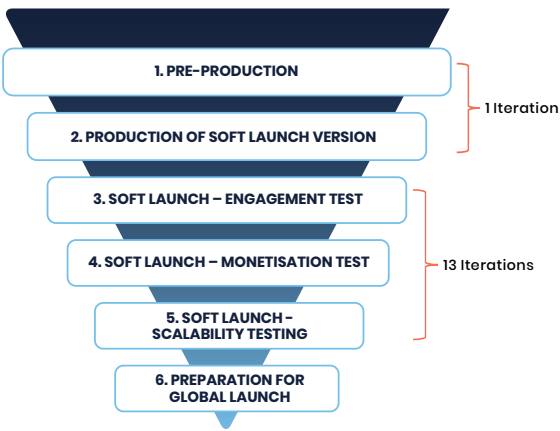 1. PRE-PRODUCTION
1 Iteration
2. PRODUCTION OF SOFT LAUNCH VERSION
3. SOFT LAUNCH – ENGAGEMENT TEST
4. SOFT LAUNCH – MONETISATION TEST
13 Iterations
5. SOFT LAUNCH -
SCALABILITY TESTING
6. PREPARATION FOR
GLOBAL LAUNCH